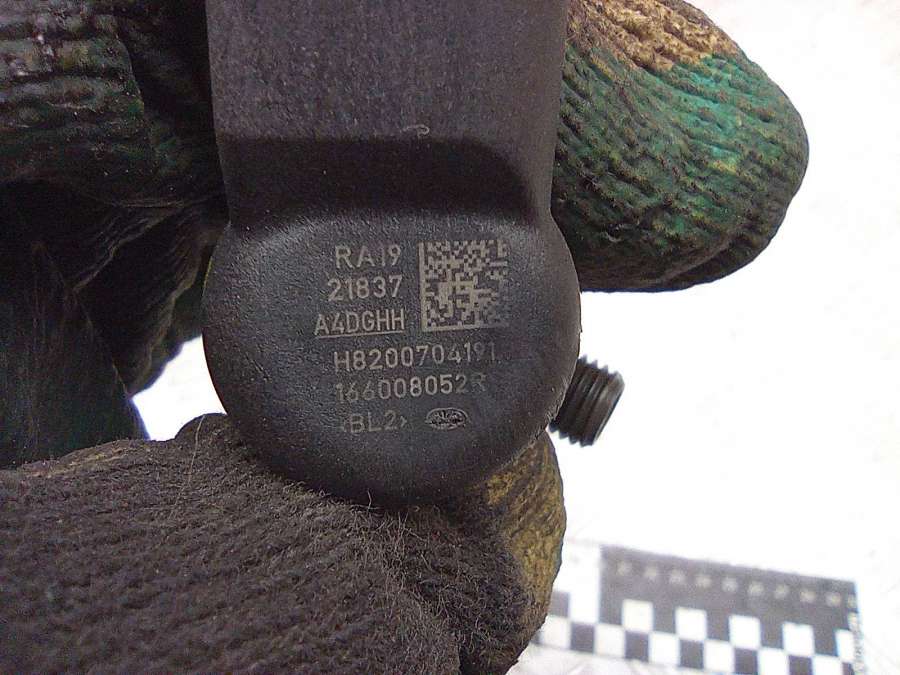 RA19
21837
A4DGHH
H8200704191
166008052R
<BL2>